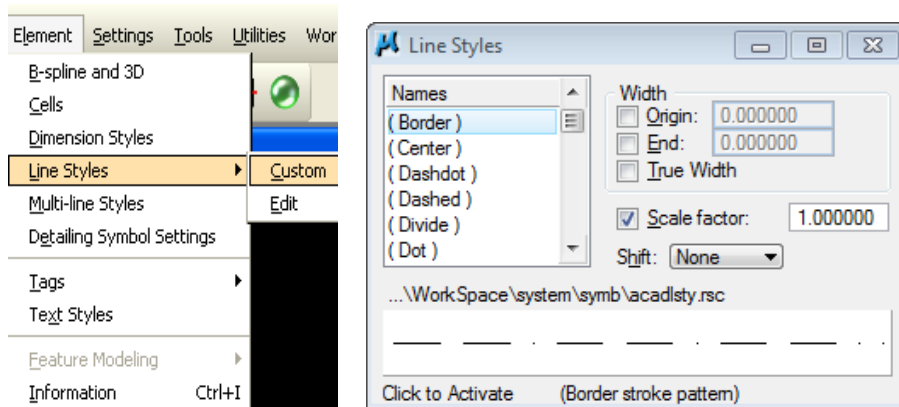 Element Settings Tools Utilities Wor
B-spline and 3D
Cells
Dimension Styles
Line Styles
Custom
Multi-line Styles
Edit
Detailing Symbol Settings
Tags
Text Styles
Feature Modeling
Information Ctrl+I
Line Styles
Names
( Border )
( Center )
( Dashdot )
( Dashed )
( Divide )
( Dot )
Width
Origin: 0.000000
End: 0.000000
True Width
Scale factor: 1.000000
Shift: None
...\WorkSpace\system\symb\acadlsty.rsc
Click to Activate (Border stroke pattern)